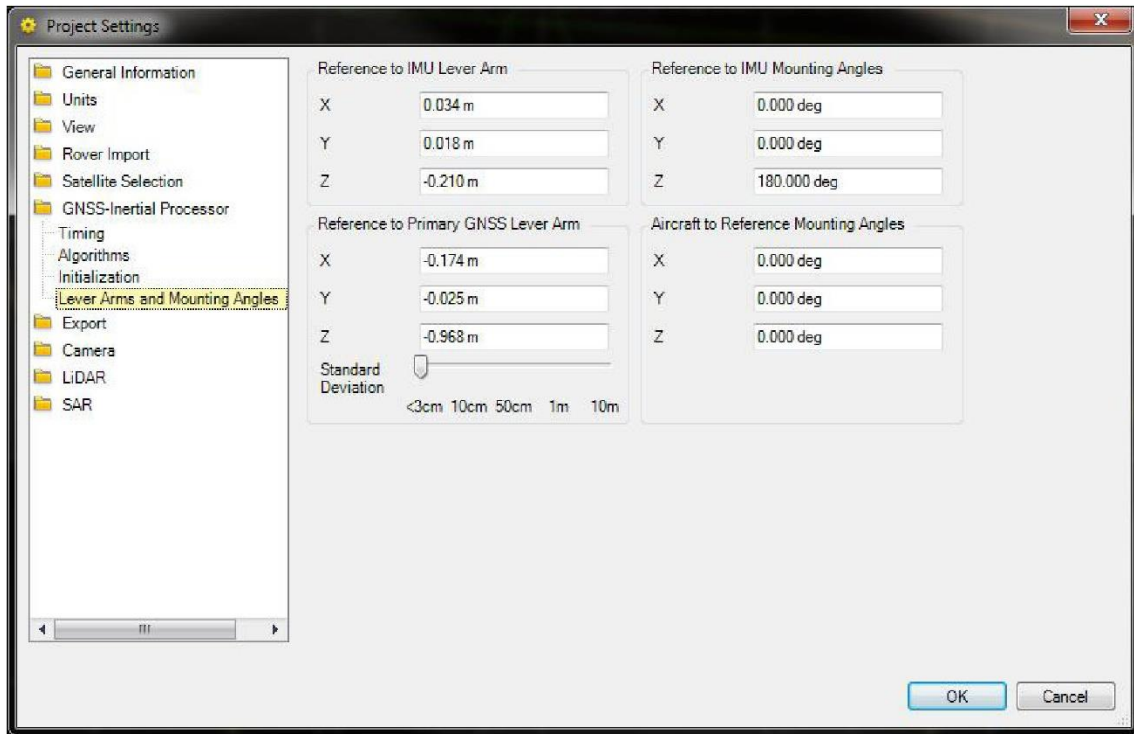 Project Settings
General Information
Units
View
Rover Import
Satellite Selection
GNSS-Inertial Processor
Timing
Algorithms
Initialization
Lever Arms and Mounting Angles
Export
Camera
LiDAR
SAR
Reference to IMU Lever Arm
X 0.034 m
Y 0.018 m
Z -0.210 m
Reference to IMU Mounting Angles
X 0.000 deg
Y 0.000 deg
Z 180.000 deg
Reference to Primary GNSS Lever Arm
X -0.174 m
Y -0.025 m
Z -0.968 m
Standard
Deviation
<3cm 10cm 50cm 1m 10m
Aircraft to Reference Mounting Angles
X 0.000 deg
Y 0.000 deg
Z 0.000 deg
OK Cancel